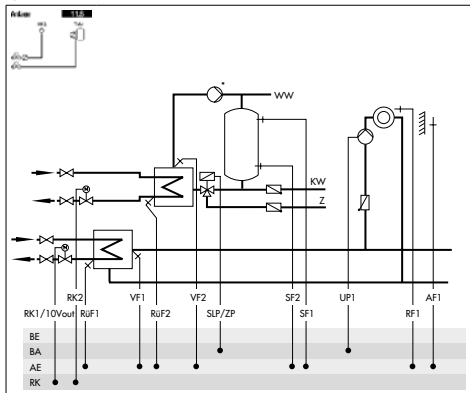 Anlage 11.6
WW
KW
Z
RK2 VF1 VF2 SF2 UP1 AF1
RK1/10Vout RüF1 RüF2 SLP/ZP SF1 RF1
BE
BA
AE
RK